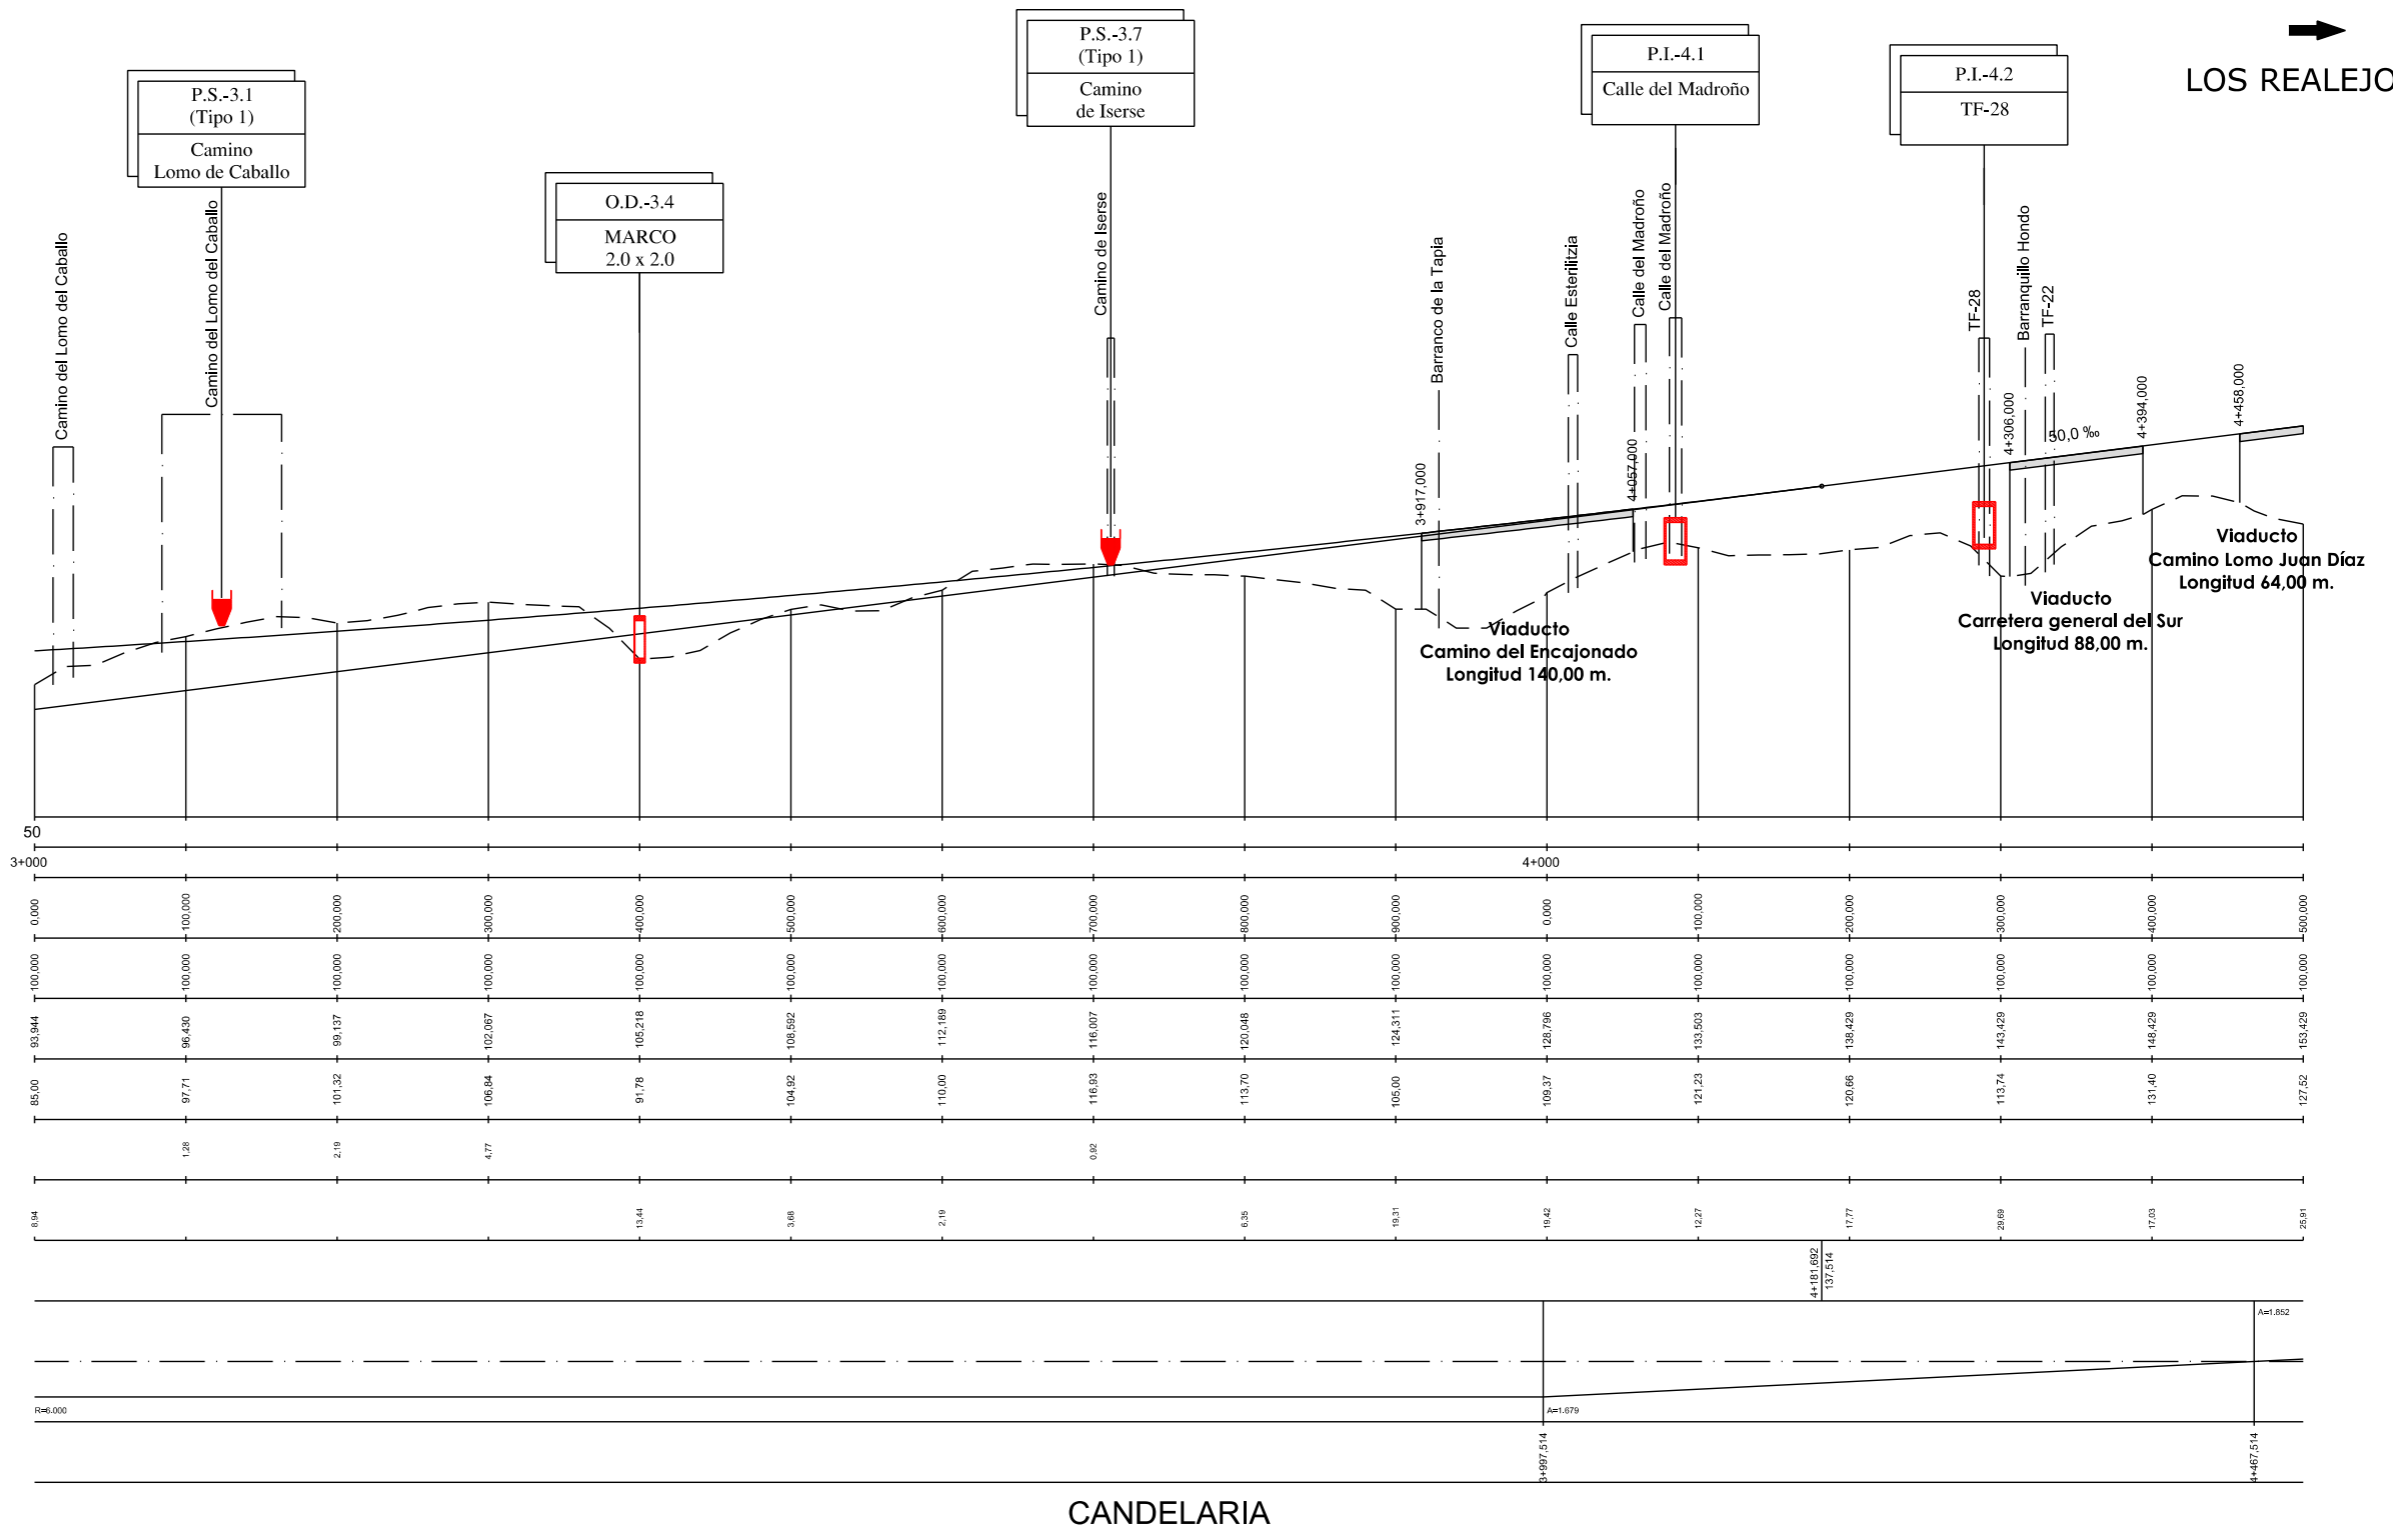 P.S.-3.1
(Tipo 1)
Camino
Lomo de Caballo
O.D.-3.4
MARCO
2.0 x 2.0
P.S.-3.7
(Tipo 1)
Camino
de Iserse
P.I.-4.1
Calle del Madroño
P.I.-4.2
TF-28
LOS REALEJO
Camino del Lomo del Caballo
Camino del Lomo del Caballo
Camino de Iserse
3+917,000
Barranco de la Tapia
Calle Esterilitzia
4+057,000
Calle del Madroño
Calle del Madroño
TF-28
4+306,000
Barranquillo Hondo
TF-22
50,0 ‰
4+394,000
4+458,000
Viaducto
Camino del Encajonado
Longitud 140,00 m.
Viaducto
Carretera general del Sur
Longitud 88,00 m.
Viaducto
Camino Lomo Juan Díaz
Longitud 64,00 m.
50
3+000 4+000
0,000 100,000 200,000 300,000 400,000 500,000 600,000 700,000 800,000 900,000 0,000 100,000 200,000 300,000 400,000 500,000
100,000 100,000 100,000 100,000 100,000 100,000 100,000 100,000 100,000 100,000 100,000 100,000 100,000 100,000 100,000 100,000
93,944 96,430 99,137 102,067 105,218 108,592 112,189 116,007 120,048 124,311 128,796 133,503 138,429 143,429 148,429 153,429
85,00 97,71 101,32 106,84 91,78 104,92 110,00 116,93 113,70 105,00 109,37 121,23 120,66 113,74 131,40 127,52
1,28 2,19 4,77 0,92
8,94 13,44 3,68 2,19 6,35 19,31 19,42 12,27 17,77 29,69 17,03 25,91
4+181,692
137,514
A=1.852
R=6.000
A=1.679
3+997,514
4+467,514
CANDELARIA